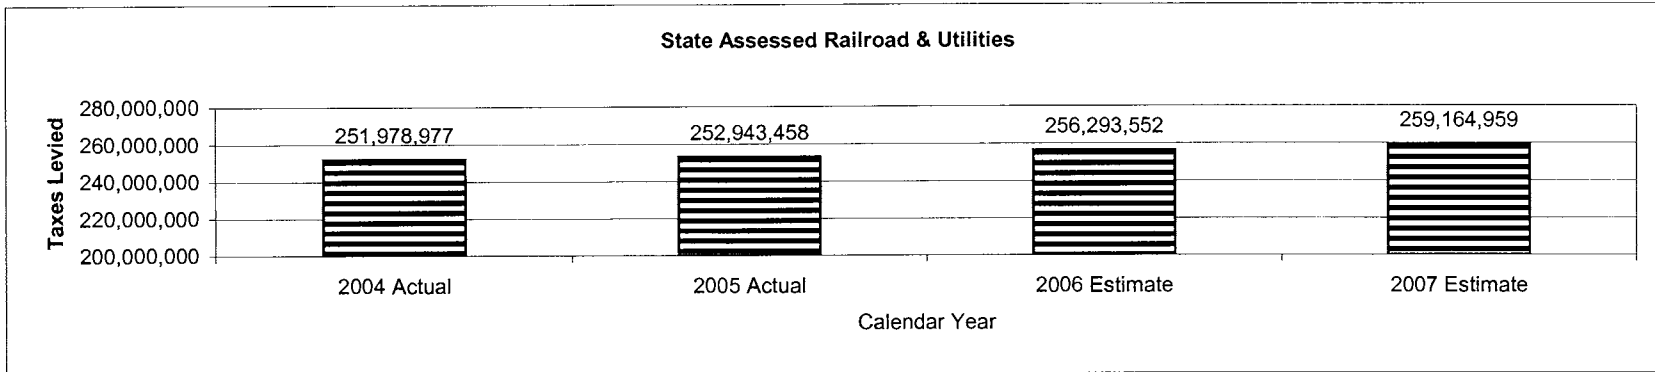 State Assessed Railroad & Utilities
Taxes Levied
280,000,000
260,000,000
240,000,000
220,000,000
200,000,000
251,978,977
252,943,458
256,293,552
259,164,959
2004 Actual
2005 Actual
2006 Estimate
2007 Estimate
Calendar Year